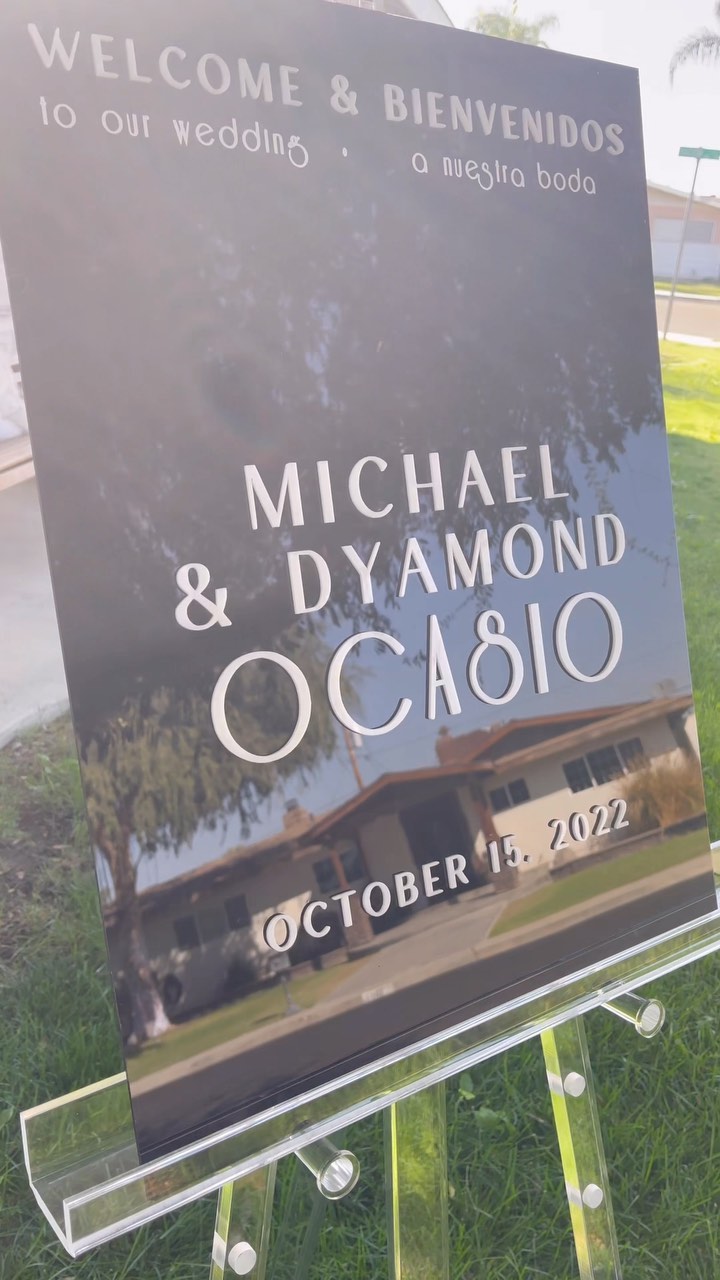 WELCOME & BIENVENIDOS
to our wedding • a nuestra boda
MICHAEL
& DYAMOND
OCASIO
OCTOBER 15, 2022